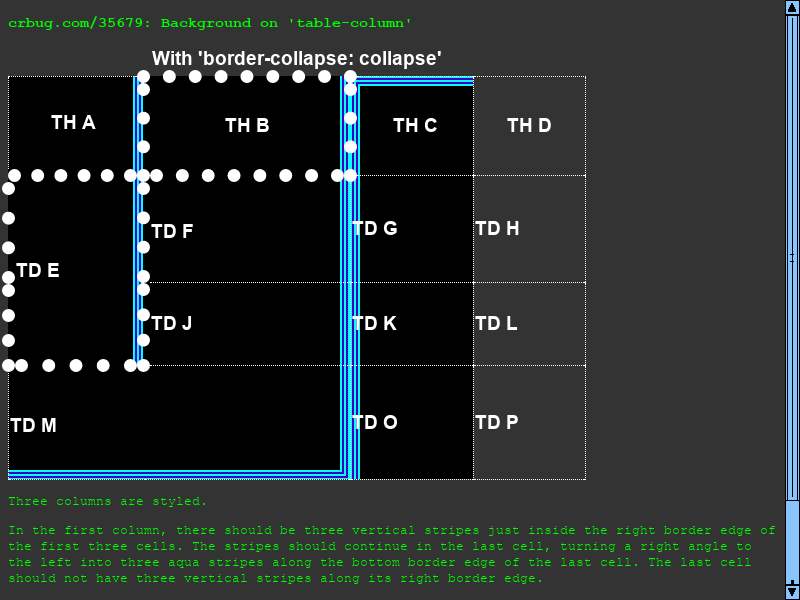 crbug.com/35679: Background on 'table-column'
With 'border-collapse: collapse'
TH A TH B TH C TH D
TD E TD F TD G TD H
TD J TD K TD L
TD M TD O TD P
Three columns are styled.
In the first column, there should be three vertical stripes just inside the right border edge of
the first three cells. The stripes should continue in the last cell, turning a right angle to
the left into three aqua stripes along the bottom border edge of the last cell. The last cell
should not have three vertical stripes along its right border edge.